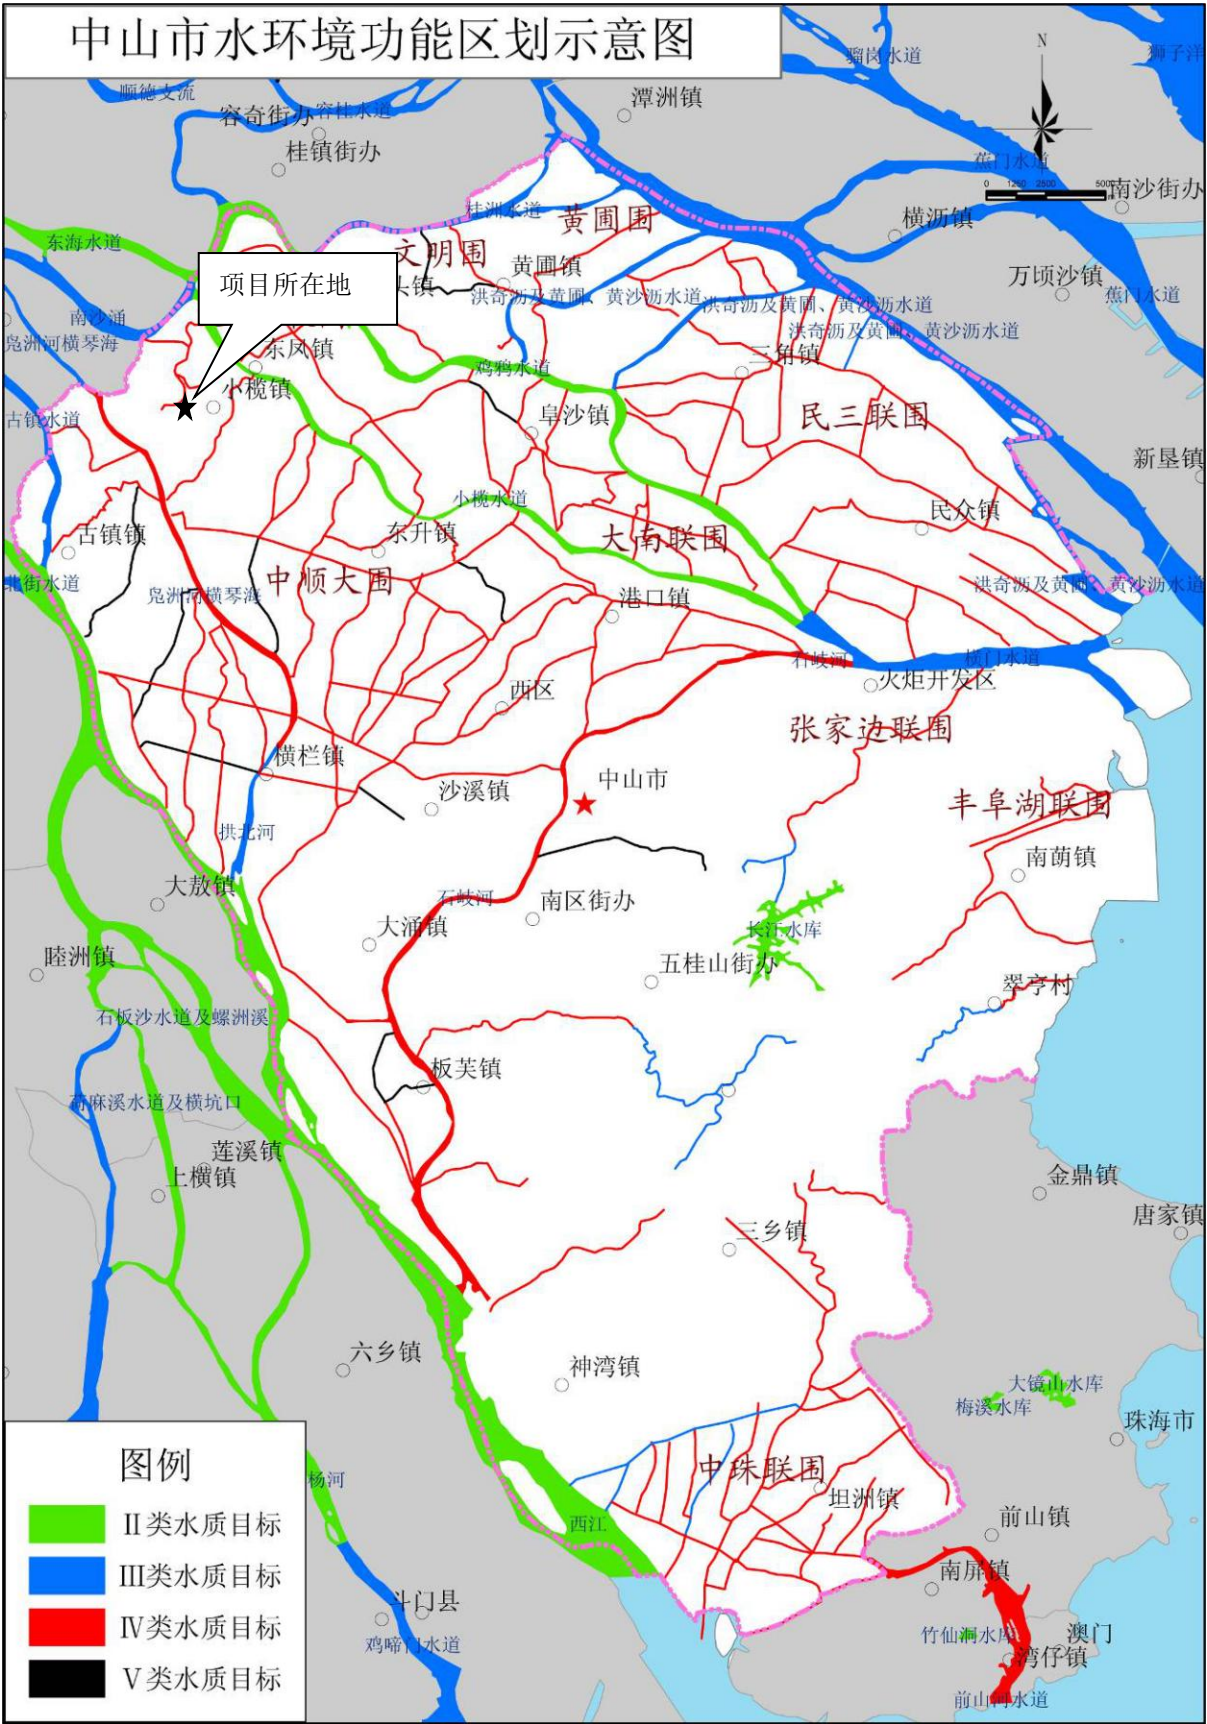 中山市水环境功能区划示意图
骝岗水道
狮子洋
N
顺德支流
潭洲镇
容奇街办
容桂水道
桂镇街办
蕉门水道
0 1250 2500 5000
南沙街办
桂洲水道
黄圃围
横沥镇
东海水道
文明围
黄圃镇
万顷沙镇
项目所在地
头镇
洪奇沥及黄圃、黄沙沥水道
洪奇沥及黄圃、黄沙沥水道
蕉门水道
南沙涌
洪奇沥及黄圃、黄沙沥水道
凫洲河横琴海
东凤镇
三角镇
鸡鸦水道
小榄镇
古镇水道
阜沙镇
民三联围
新垦镇
小榄水道
民众镇
古镇镇
东升镇
大南联围
北街水道
中顺大围
洪奇沥及黄圃、黄沙沥水道
凫洲河横琴海
港口镇
石岐河
横门水道
西区
火炬开发区
张家边联围
横栏镇
中山市
沙溪镇
丰阜湖联围
拱北河
南蓢镇
大敖镇
石岐河
南区街办
大涌镇
长江水库
睦洲镇
五桂山街办
翠亨村
石板沙水道及螺洲溪
板芙镇
荷麻溪水道及横坑口
莲溪镇
上横镇
金鼎镇
唐家镇
三乡镇
六乡镇
神湾镇
大镜山水库
梅溪水库
珠海市
图例
中珠联围
杨河
坦洲镇
II类水质目标
西江
前山镇
III类水质目标
南屏镇
斗门县
IV类水质目标
鸡啼门水道
竹仙洞水库
澳门
湾仔镇
V类水质目标
前山河水道